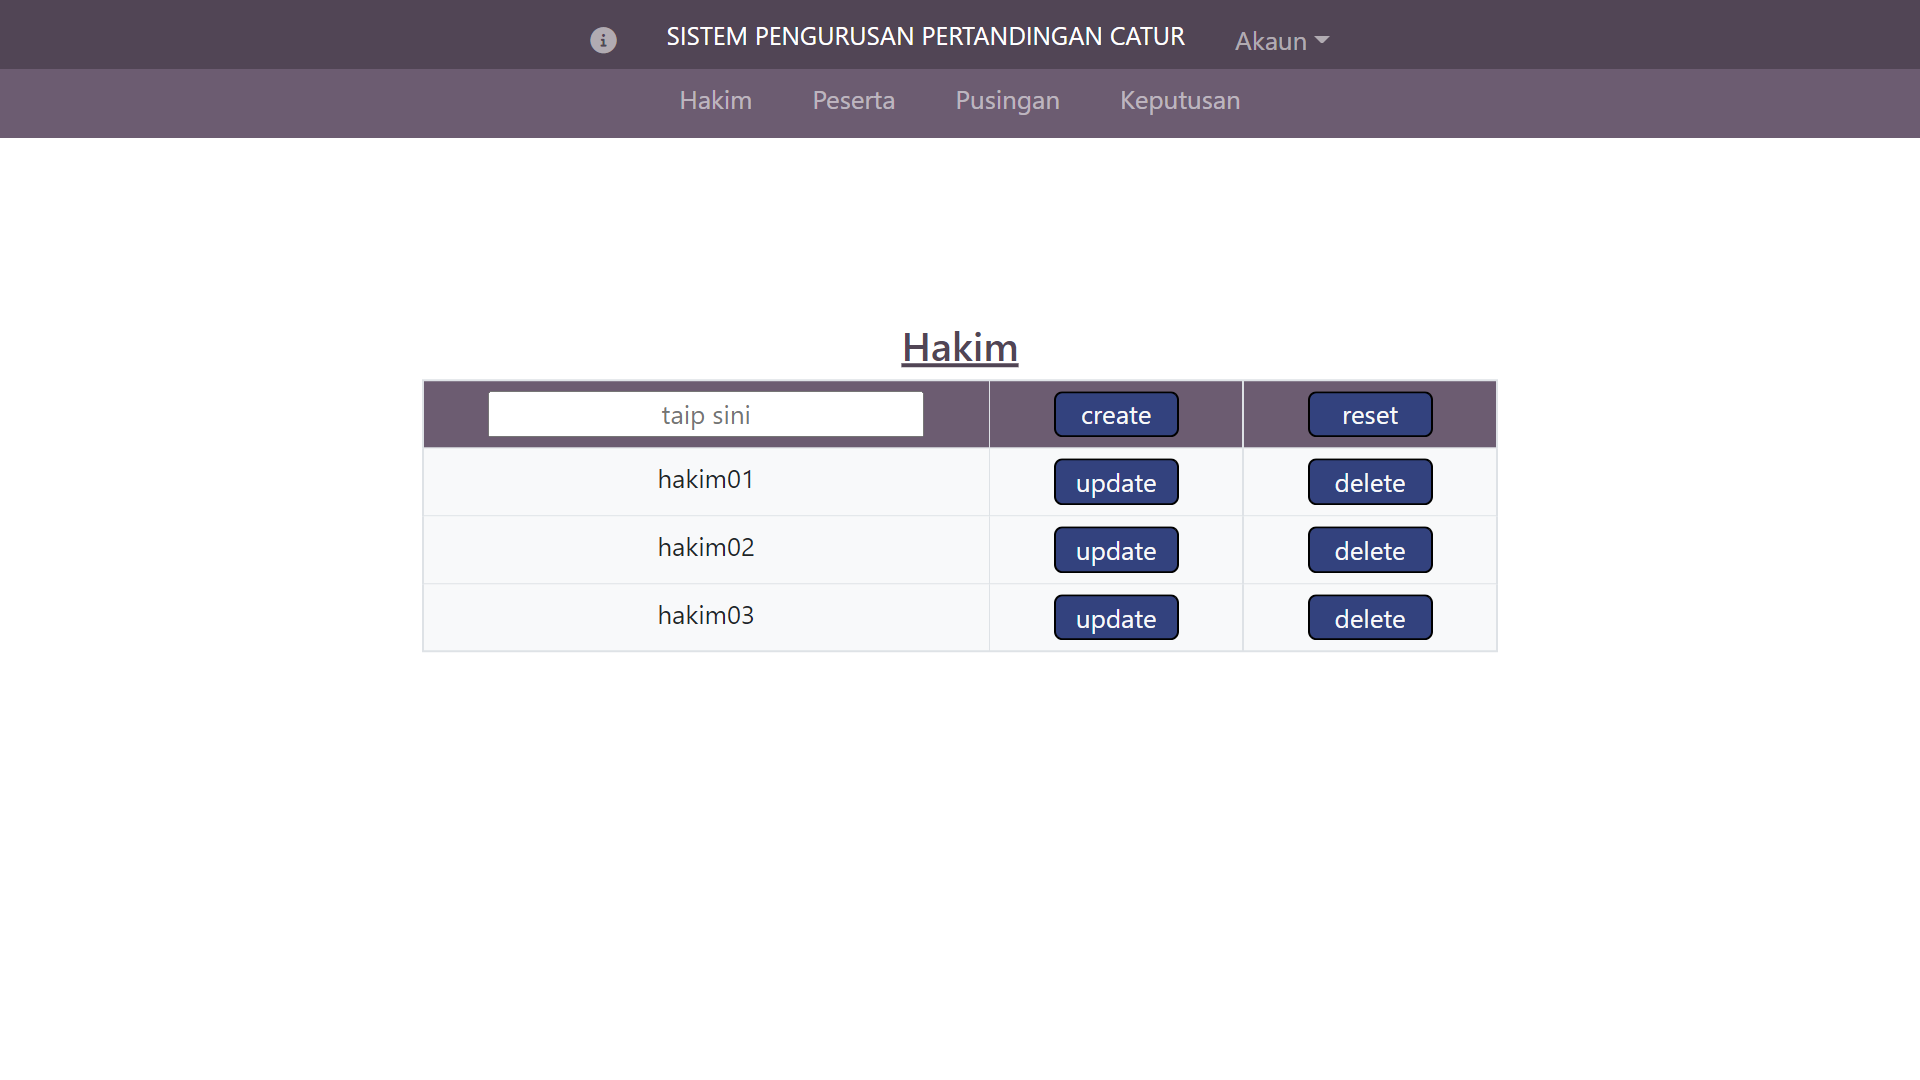 SISTEM PENGURUSAN PERTANDINGAN CATUR Akaun
Hakim Peserta Pusingan Keputusan
Hakim
taip sini create reset
hakim01 update delete
hakim02 update delete
hakim03 update delete